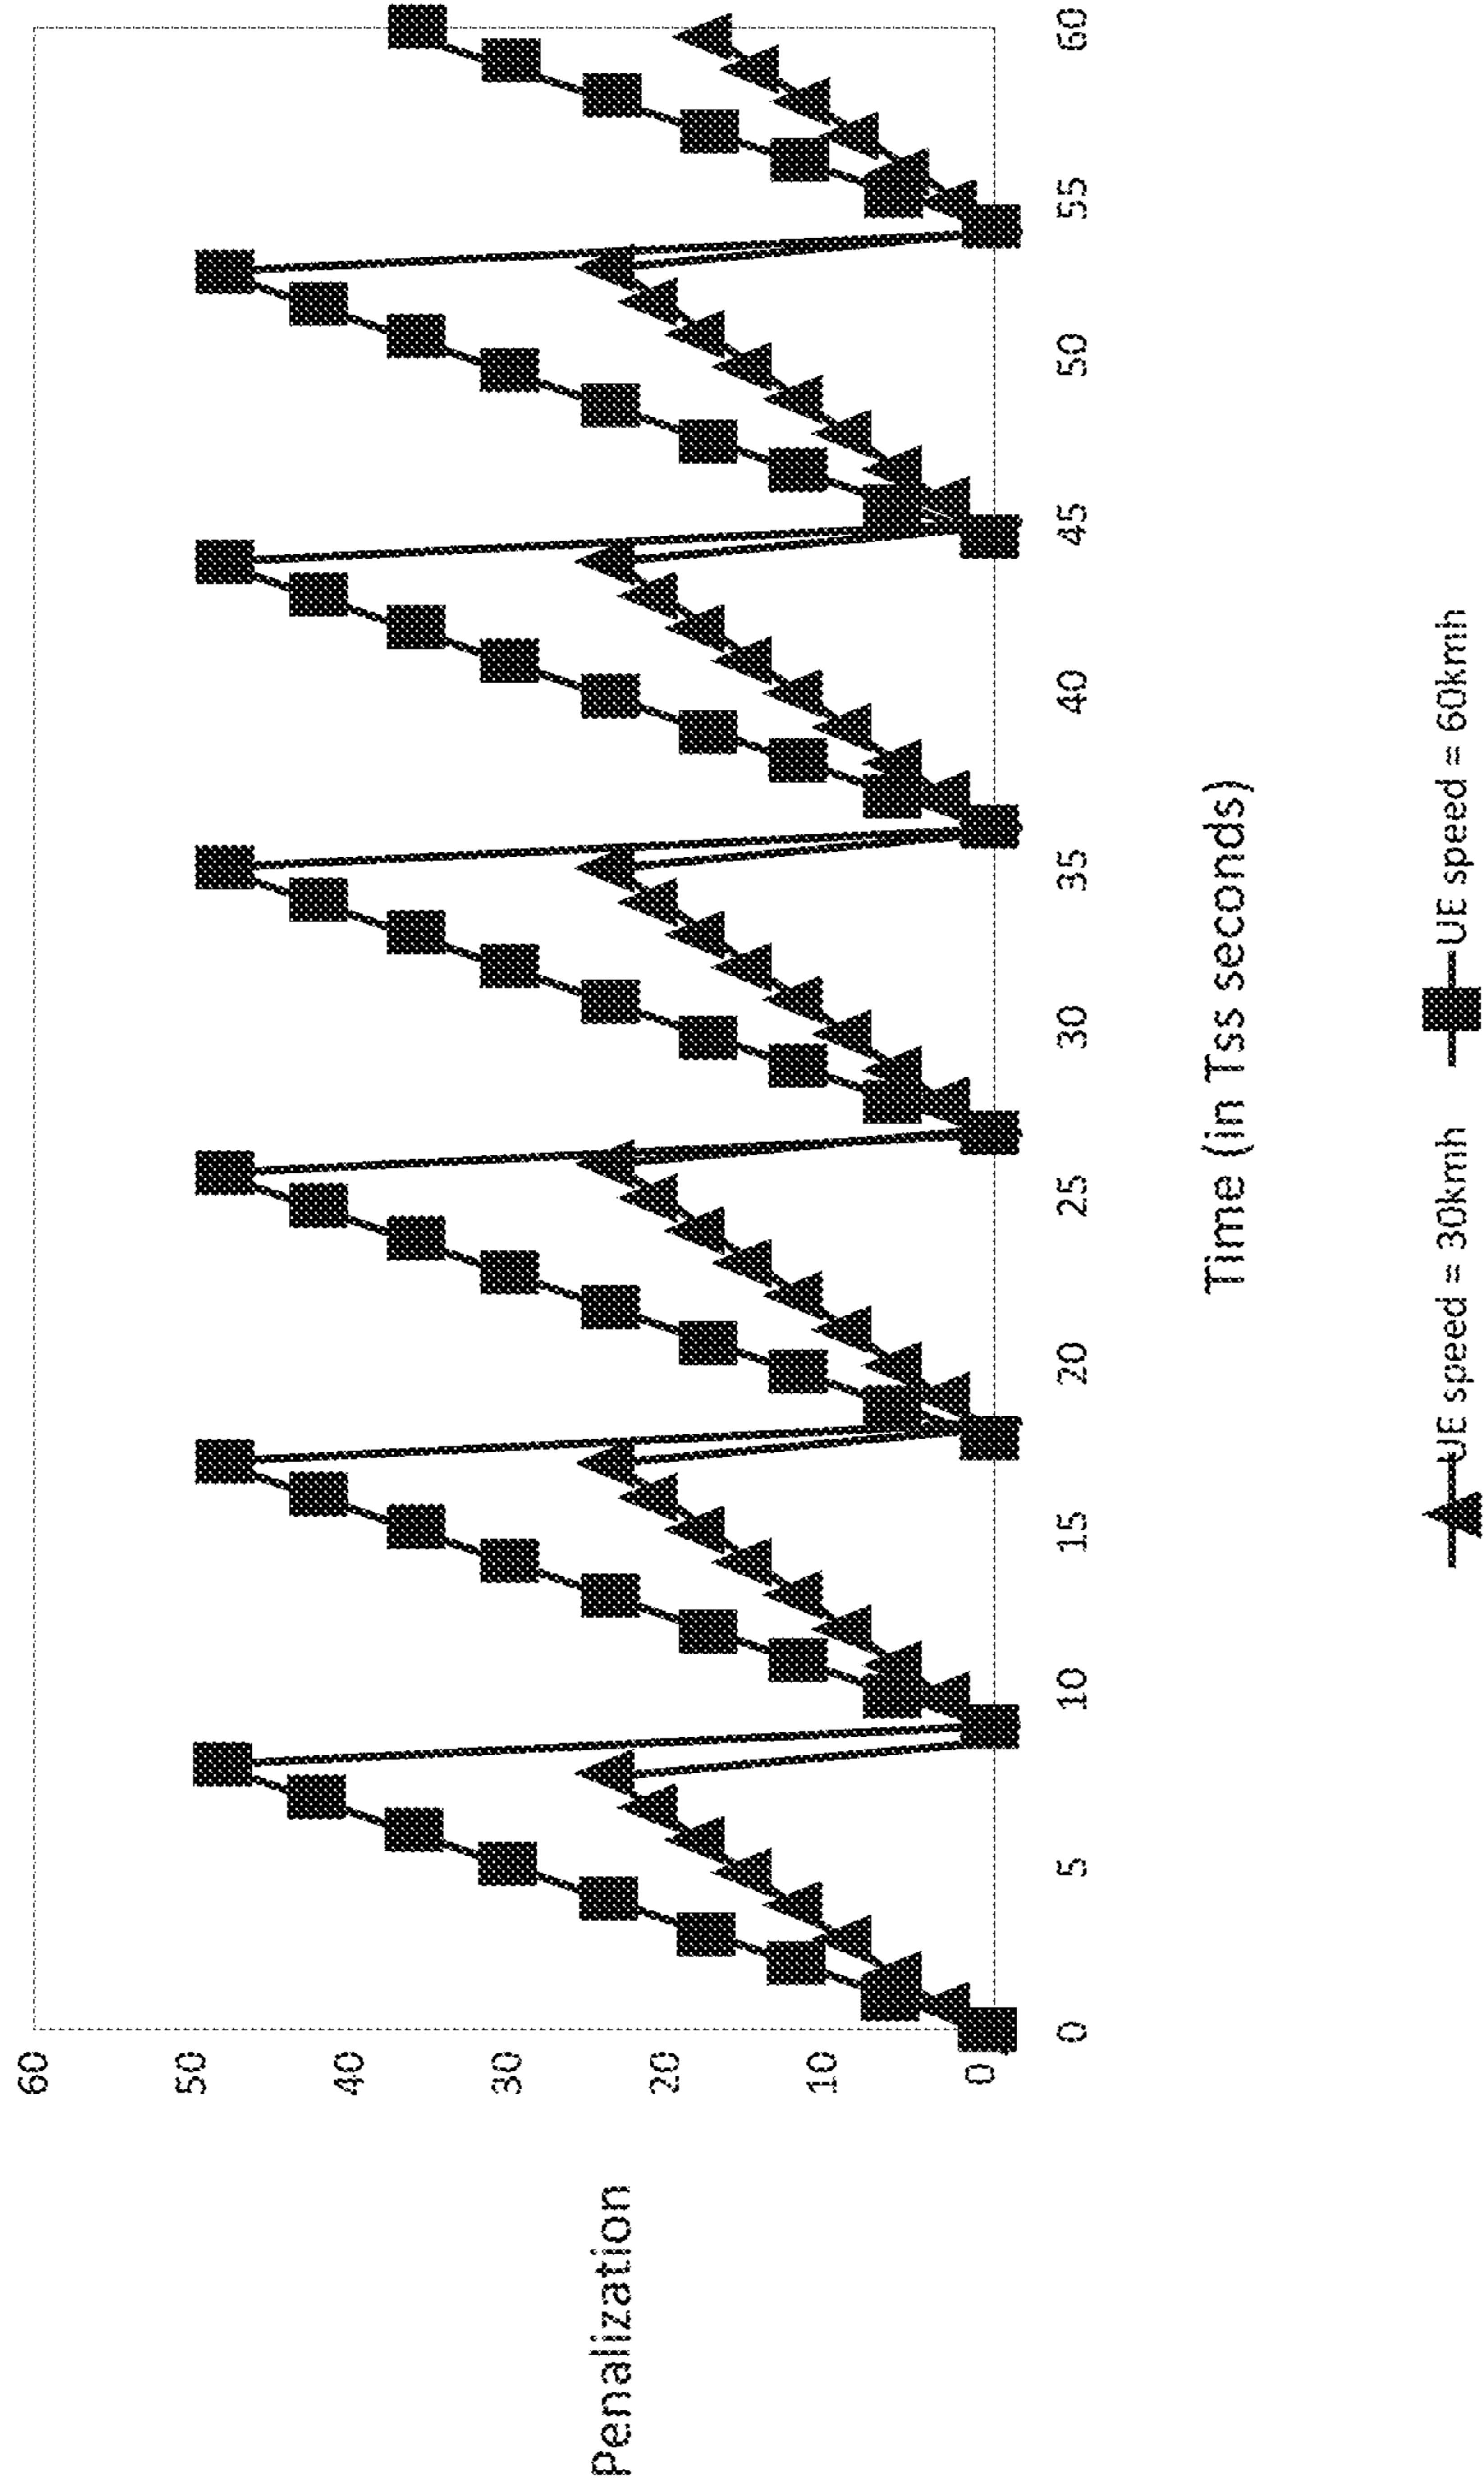 Penalization
60
50
40
30
20
10
0
0 5 10 15 20 25 30 35 40 45 50 55 60
Time (in Tss seconds)
UE speed = 30kmh UE speed = 60kmh